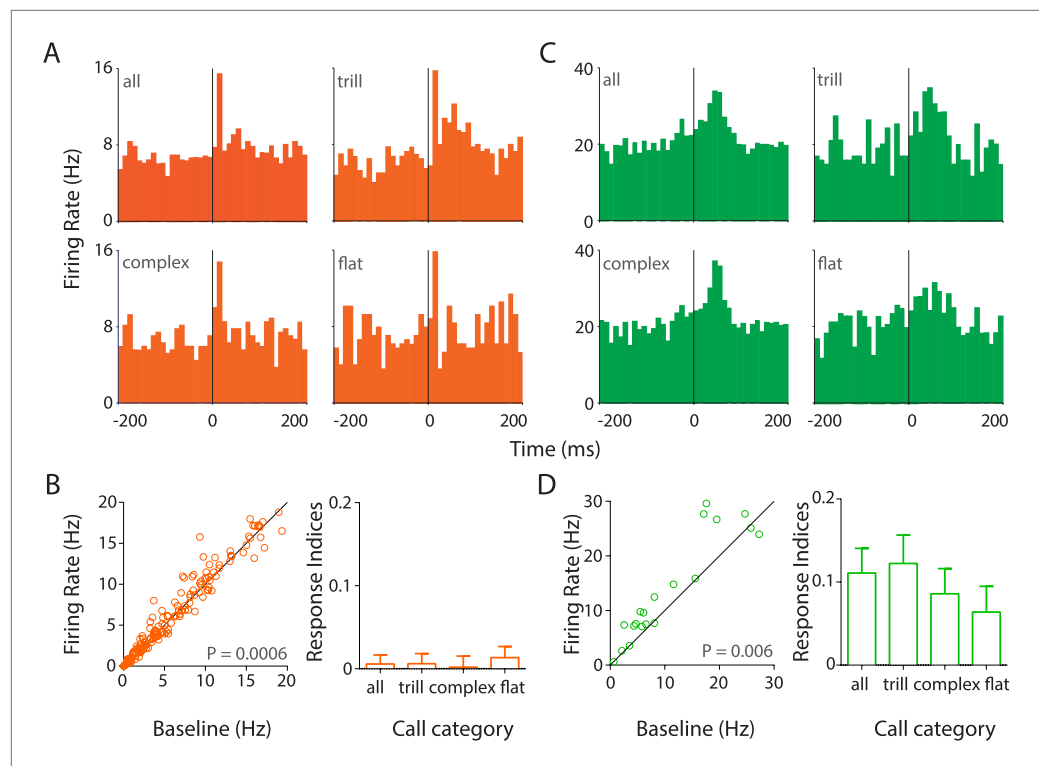 A
C
Firing Rate (Hz)
16
8
0
all
trill
40
20
0
all
trill
16
8
0
complex
flat
40
20
0
complex
flat
-200 0 200
-200 0 200
-200 0 200
-200 0 200
Time (ms)
B
Firing Rate (Hz)
20
15
10
5
0
P = 0.0006
0 5 10 15 20
Baseline (Hz)
Response Indices
0.2
0.1
0
all trill complex flat
Call category
D
Firing Rate (Hz)
30
20
10
0
P = 0.006
0 10 20 30
Baseline (Hz)
Response Indices
0.2
0.1
0
all trill complex flat
Call category